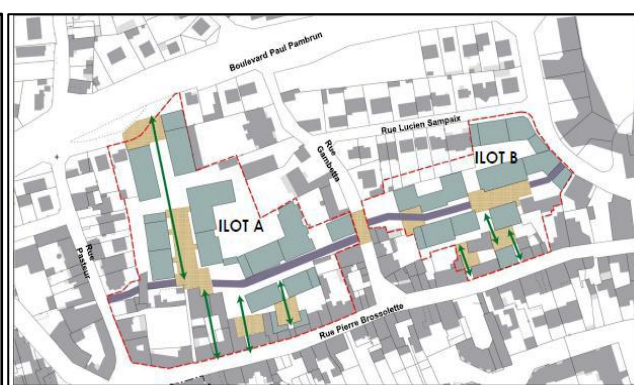 Boulevard Paul Pambrun
Rue Lucien Sampaix
Rue
Gambetta
ILOT B
ILOT A
Rue
Pasteur
Rue Pierre Brossolette